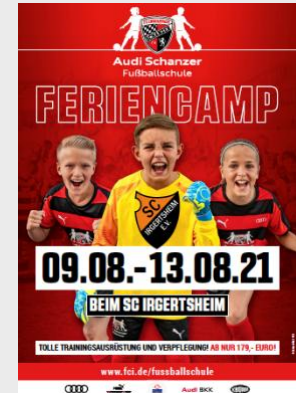 Audi Schanzer
Fußballschule
FERIENCAMP
SC
IRGERTSHEIM
E.V.
09.08.-13.08.21
BEIM SC IRGERTSHEIM
TOLLE TRAININGSAUSRÜSTUNG UND VERPFLEGUNG! AB NUR 179,- EURO!
www.fci.de/fussballschule
Audi BKK